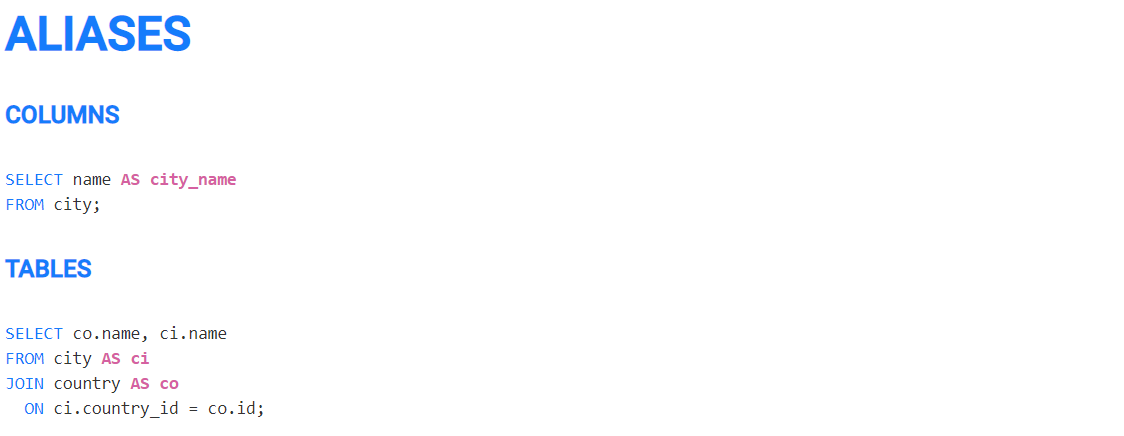 ALIASES
COLUMNS
SELECT name AS city_name
FROM city;
TABLES
SELECT co.name, ci.name
FROM city AS ci
JOIN country AS co
  ON ci.country_id = co.id;